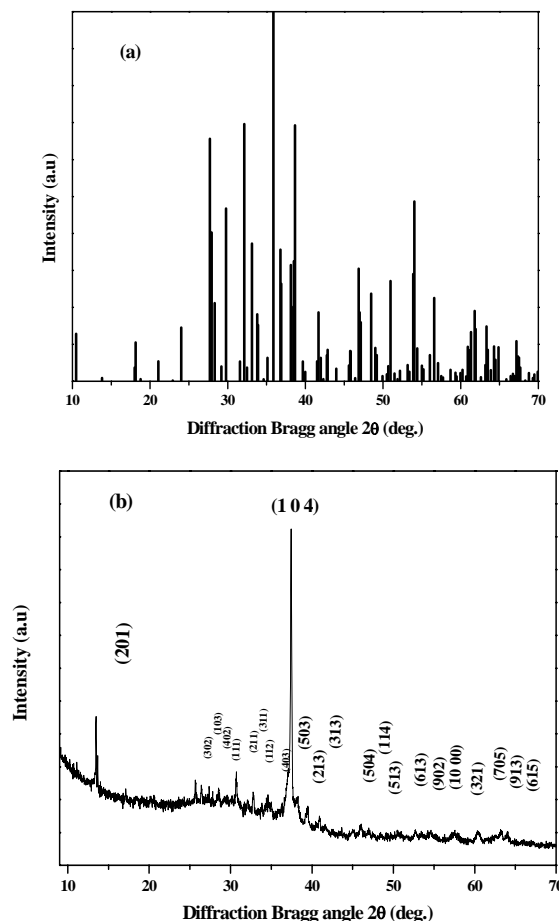 (a)
Intensity (a.u)
10 20 30 40 50 60 70
Diffraction Bragg angle 2θ (deg.)
(b)
(1 0 4)
Intensity (a.u)
(201)
(302)
(103)
(402)
(111)
(211)
(311)
(112)
(403)
(503)
(213)
(313)
(504)
(114)
(513)
(613)
(902)
(10 00)
(321)
(705)
(913)
(615)
10 20 30 40 50 60 70
Diffraction Bragg angle 2θ (deg.)